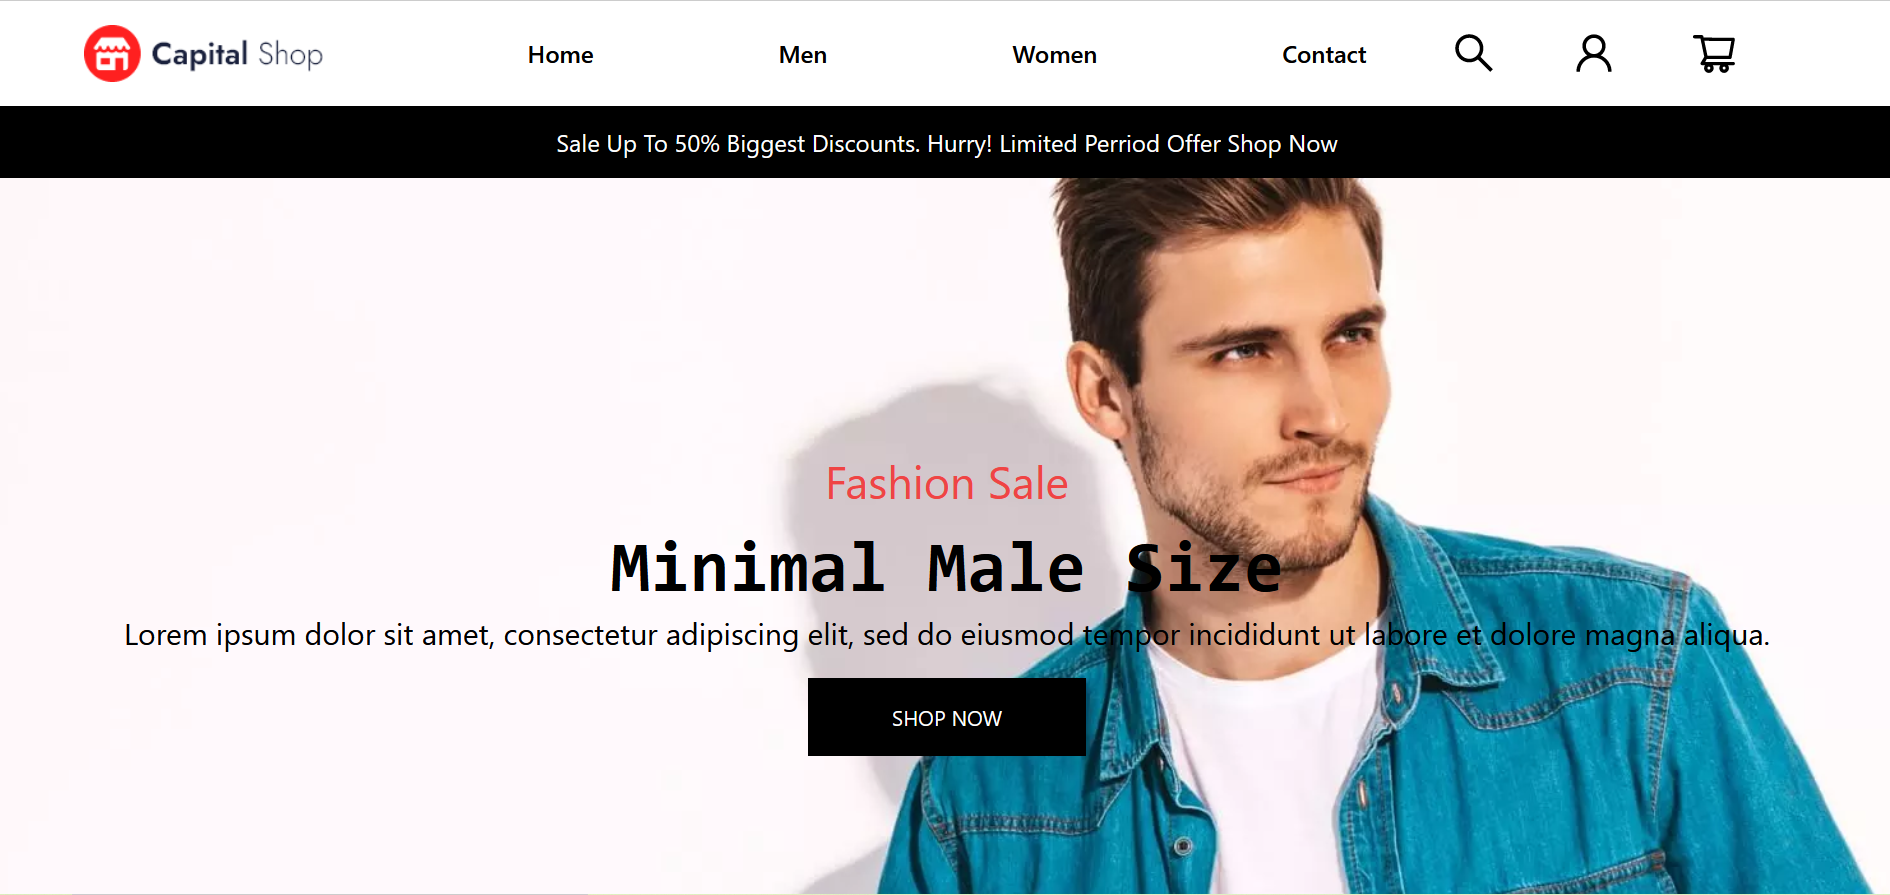 Capital Shop
Home
Men
Women
Contact
Sale Up To 50% Biggest Discounts. Hurry! Limited Perriod Offer Shop Now
Fashion Sale
Minimal Male Size
Lorem ipsum dolor sit amet, consectetur adipiscing elit, sed do eiusmod tempor incididunt ut labore et dolore magna aliqua.
SHOP NOW